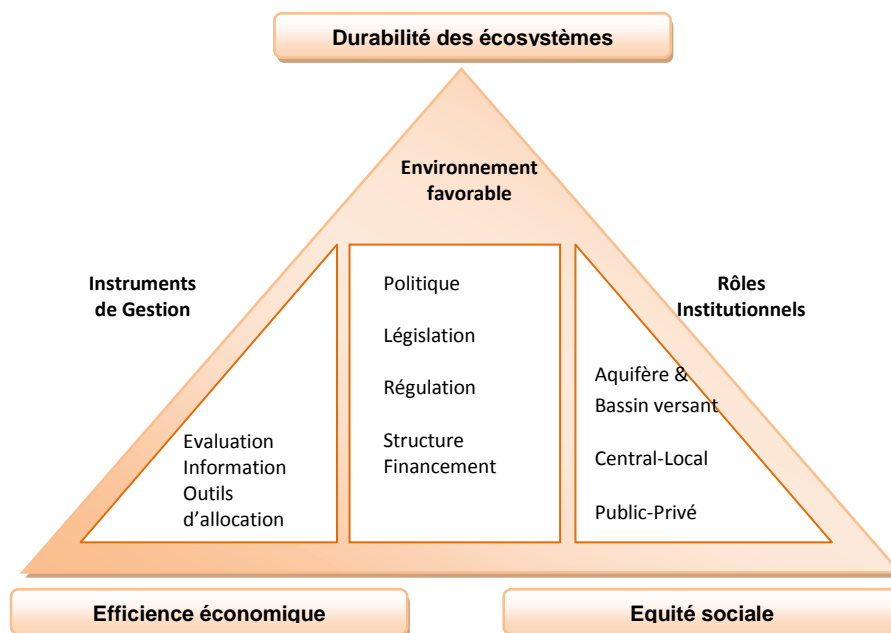 Durabilité des écosystèmes
Environnement
favorable
Instruments
de Gestion
Rôles
Institutionnels
Politique
Législation
Régulation
Structure
Financement
Evaluation
Information
Outils
d'allocation
Aquifère &
Bassin versant
Central-Local
Public-Privé
Efficience économique
Equité sociale